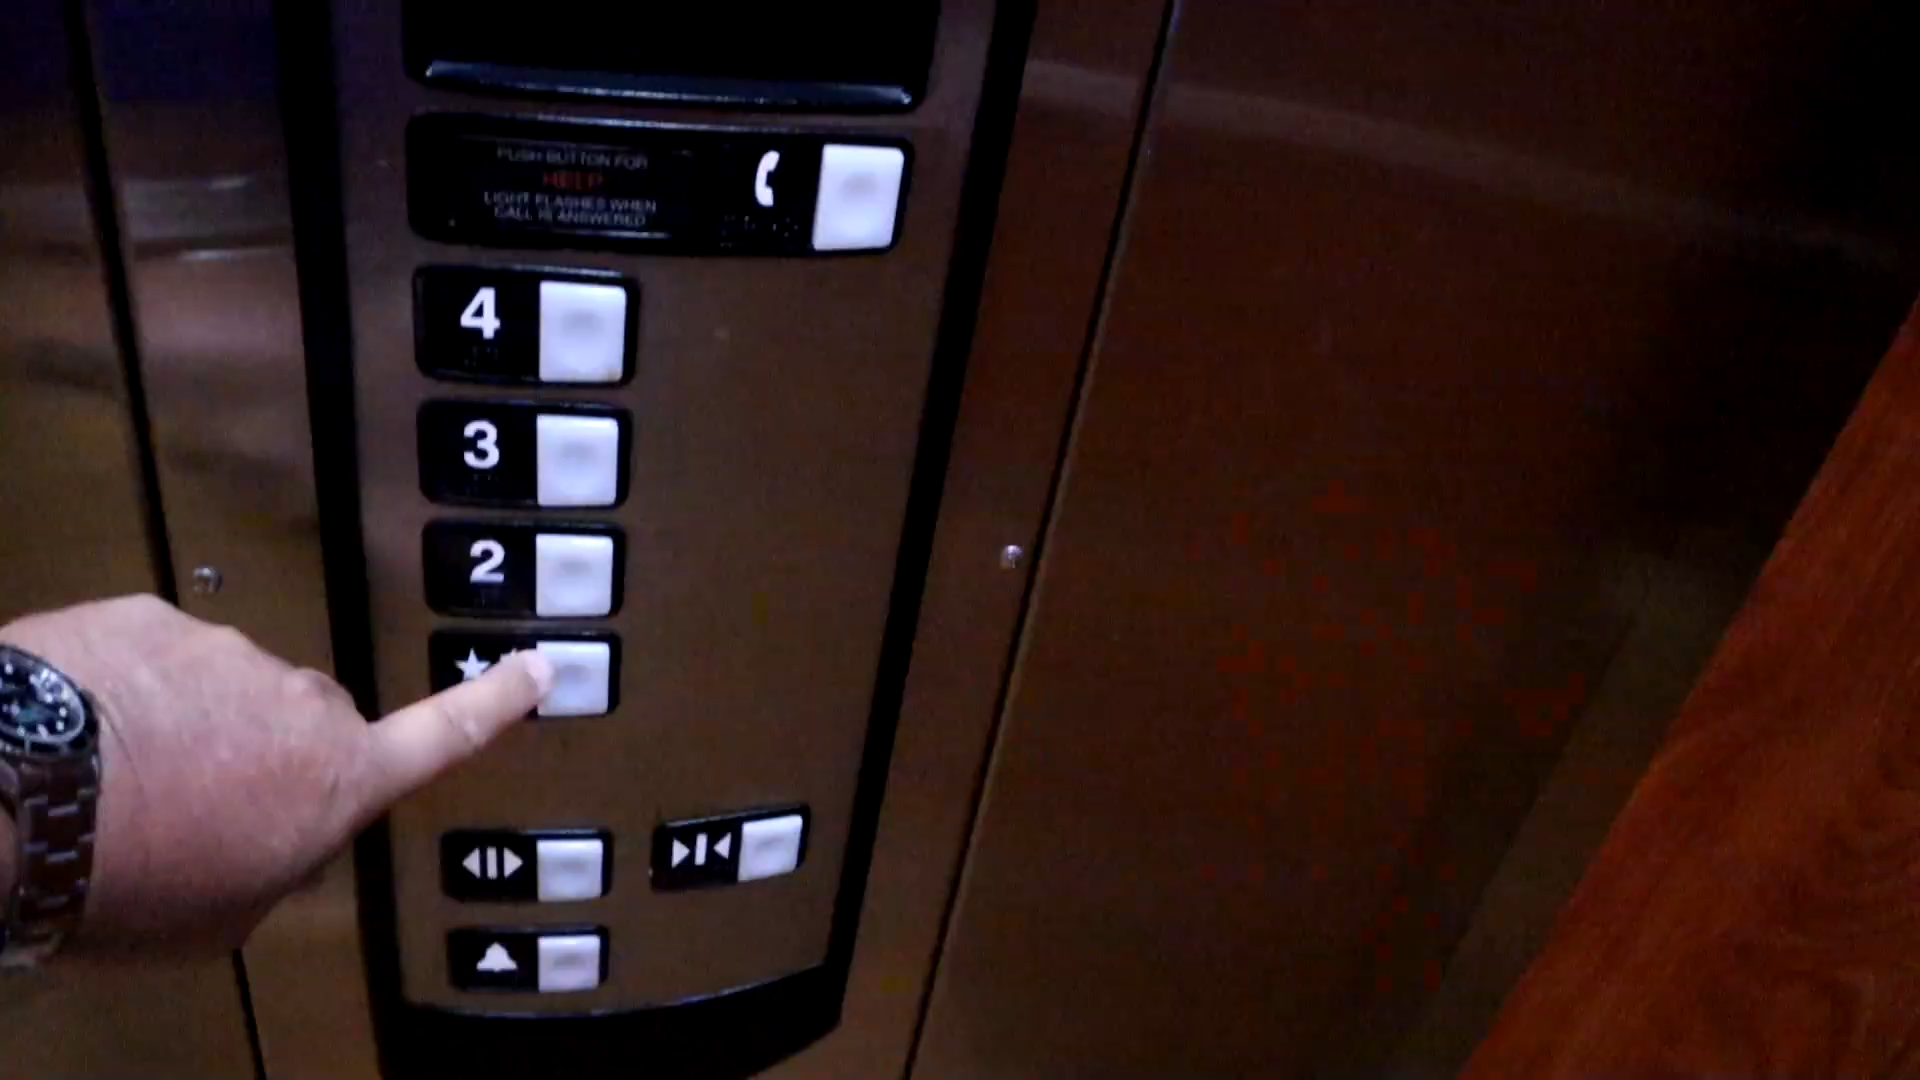 PUSH BUTTON FOR
HELP
LIGHT FLASHES WHEN
CALL IS ANSWERED
4
3
2
★